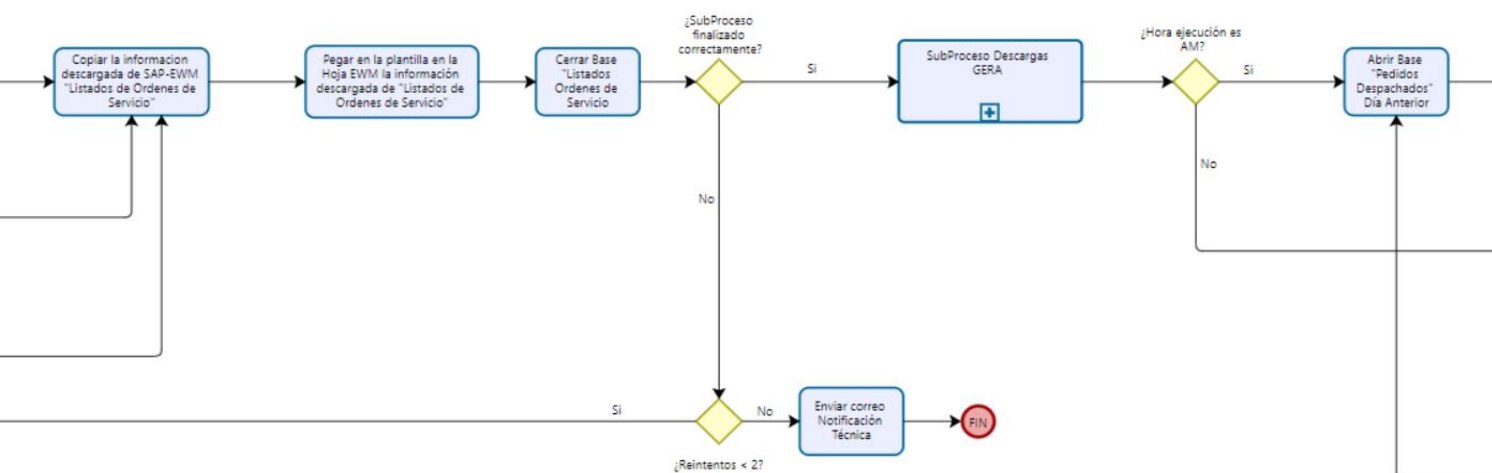 Copiar la informacion
descargada de SAP-EWM
"Listados de Ordenes de
Servicio"
Pegar en la plantilla en la
Hoja EWM la información
descargada de "Listados de
Ordenes de Servicio"
Cerrar Base
"Listados
Ordenes de
Servicio
¿SubProceso
finalizado
correctamente?
Si
SubProceso Descargas
GERA
¿Hora ejecución es
AM?
Si
Abrir Base
"Pedidos
Despachados"
Día Anterior
No
No
Si
No
Enviar correo
Notificación
Técnica
FIN
¿Reintentos < 2?